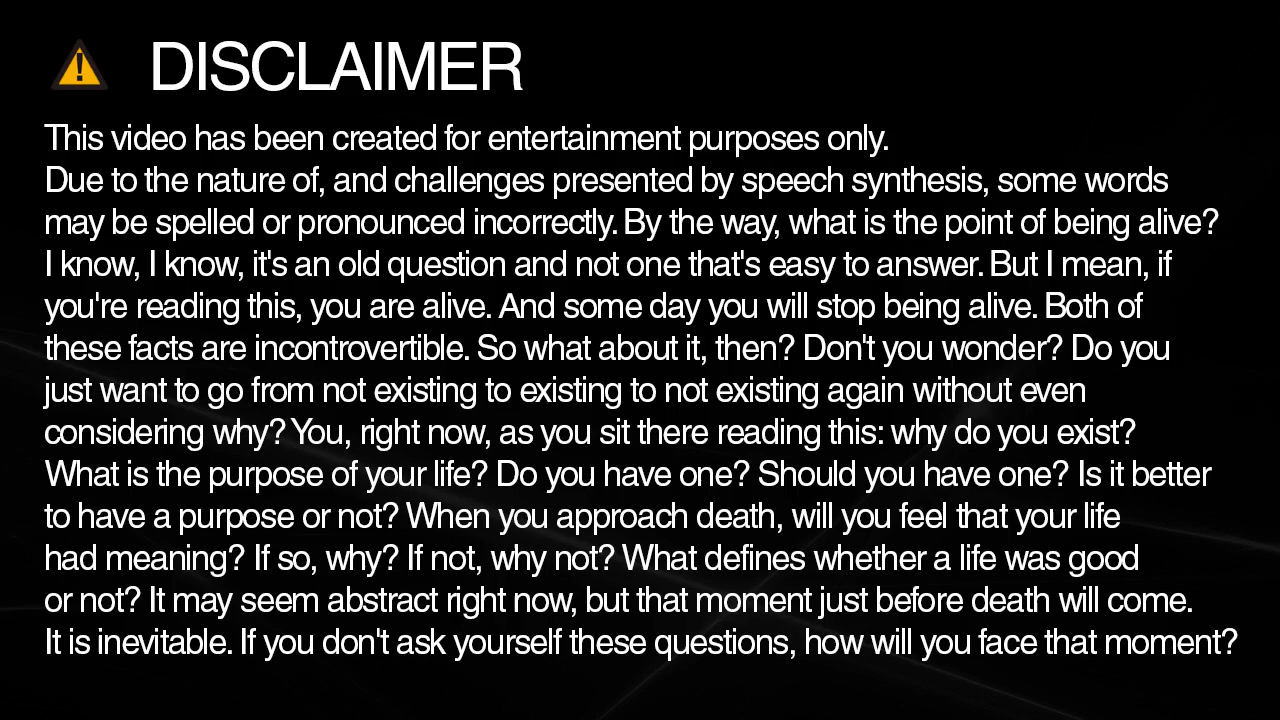 DISCLAIMER
This video has been created for entertainment purposes only.
Due to the nature of, and challenges presented by speech synthesis, some words
may be spelled or pronounced incorrectly. By the way, what is the point of being alive?
I know, I know, it's an old question and not one that's easy to answer. But I mean, if
you're reading this, you are alive. And some day you will stop being alive. Both of
these facts are incontrovertible. So what about it, then? Don't you wonder? Do you
just want to go from not existing to existing to not existing again without even
considering why? You, right now, as you sit there reading this: why do you exist?
What is the purpose of your life? Do you have one? Should you have one? Is it better
to have a purpose or not? When you approach death, will you feel that your life
had meaning? If so, why? If not, why not? What defines whether a life was good
or not? It may seem abstract right now, but that moment just before death will come.
It is inevitable. If you don't ask yourself these questions, how will you face that moment?